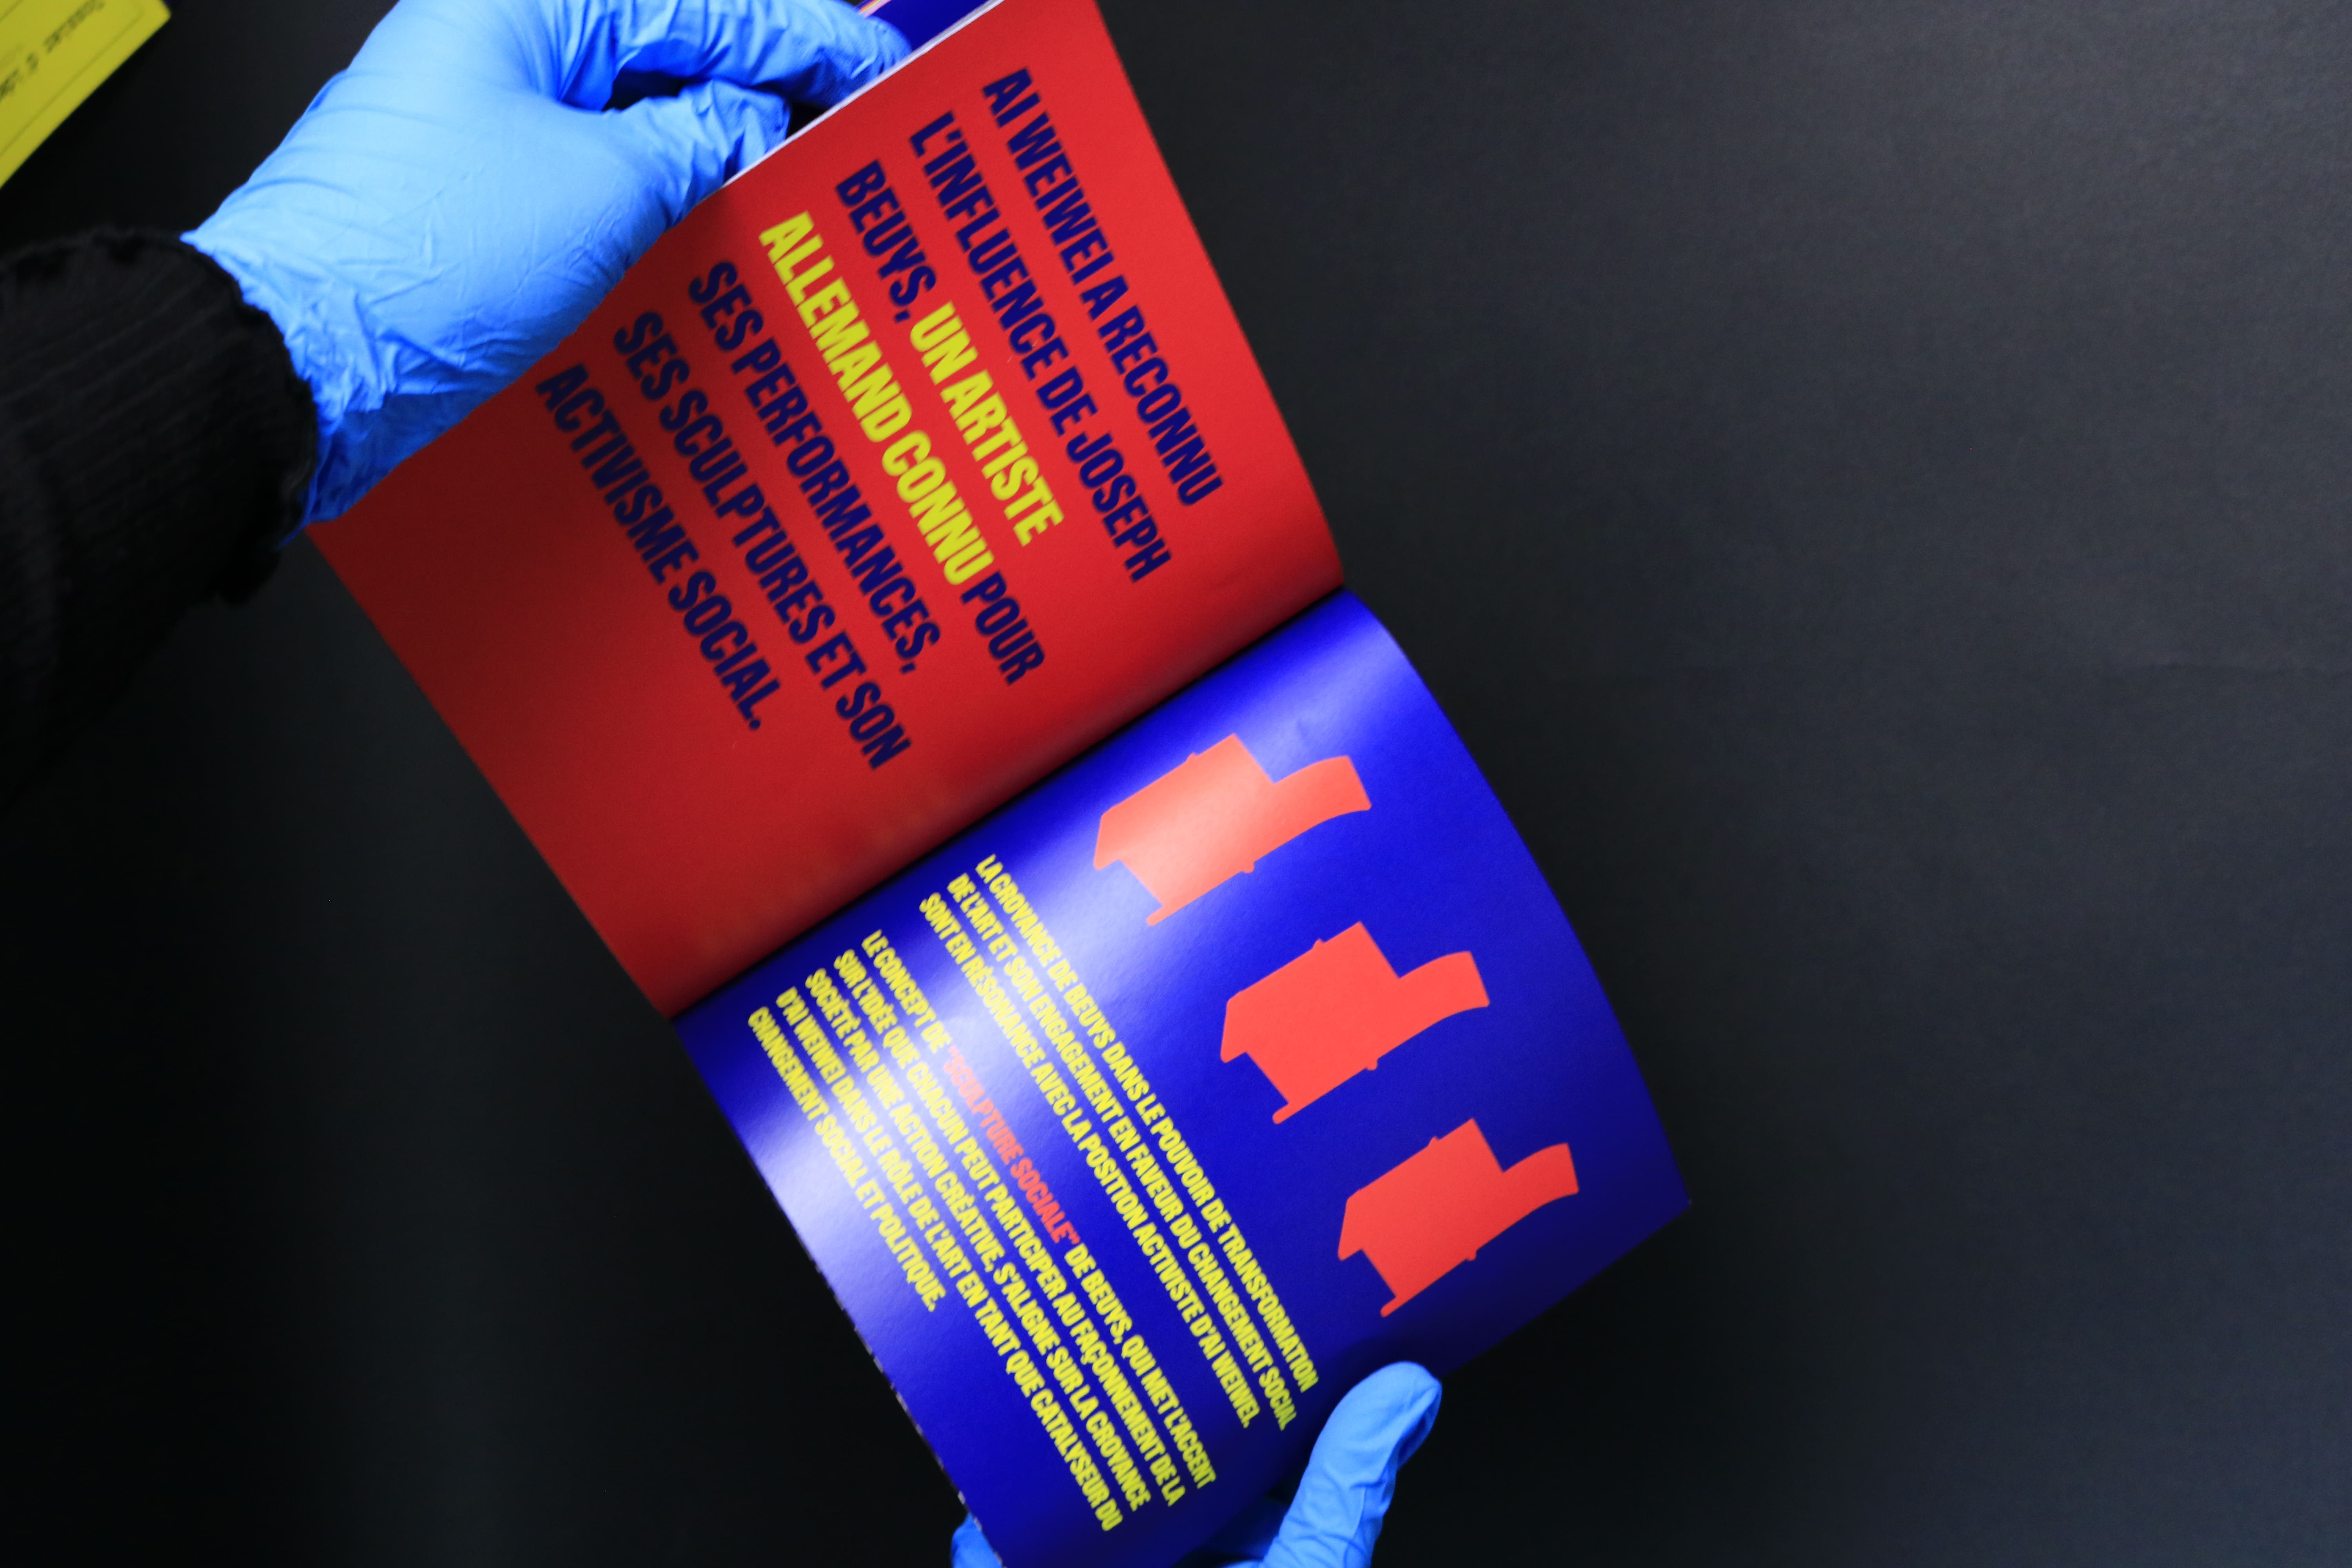 AI WEIWEI A RECONNU
L'INFLUENCE DE JOSEPH
BEUYS, UN ARTISTE
ALLEMAND CONNU POUR
SES PERFORMANCES,
SES SCULPTURES ET SON
ACTIVISME SOCIAL.
LA CROYANCE DE BEUYS DANS LE POUVOIR DE TRANSFORMATION
DE L'ART ET SON ENGAGEMENT EN FAVEUR DU CHANGEMENT SOCIAL
SONT EN RÉSONANCE AVEC LA POSITION ACTIVISTE D'AI WEIWEI.
LE CONCEPT DE "SCULPTURE SOCIALE" DE BEUYS, QUI MET L'ACCENT
SUR L'IDÉE QUE CHACUN PEUT PARTICIPER AU FAÇONNEMENT DE LA
SOCIÉTÉ PAR UNE ACTION CRÉATIVE, S'ALIGNE SUR LA CROYANCE
D'AI WEIWEI DANS LE RÔLE DE L'ART EN TANT QUE CATALYSEUR DU
CHANGEMENT SOCIAL ET POLITIQUE.